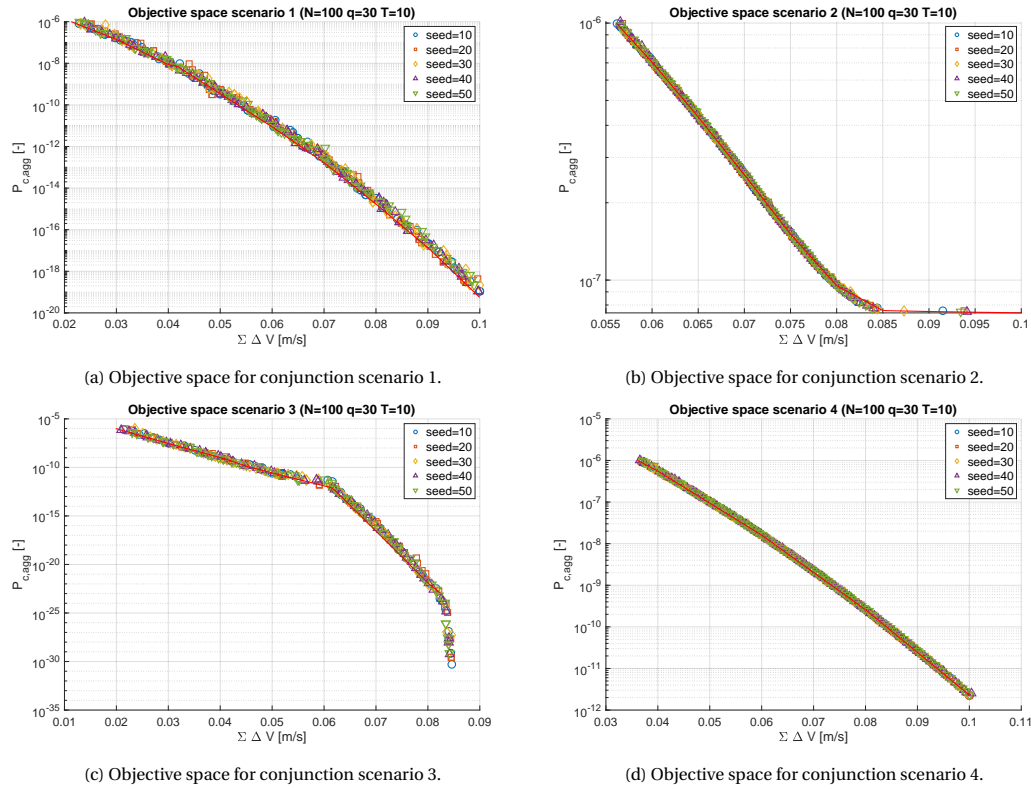 Objective space scenario 1 (N=100 q=30 T=10)
10^-6
10^-8
10^-10
10^-12
10^-14
10^-16
10^-18
10^-20
P_c,agg [-]
0.02 0.03 0.04 0.05 0.06 0.07 0.08 0.09 0.1
Σ Δ V [m/s]
seed=10
seed=20
seed=30
seed=40
seed=50
(a) Objective space for conjunction scenario 1.
Objective space scenario 2 (N=100 q=30 T=10)
10^-6
10^-7
P_c,agg [-]
0.055 0.06 0.065 0.07 0.075 0.08 0.085 0.09 0.095 0.1
Σ Δ V [m/s]
seed=10
seed=20
seed=30
seed=40
seed=50
(b) Objective space for conjunction scenario 2.
Objective space scenario 3 (N=100 q=30 T=10)
10^-5
10^-10
10^-15
10^-20
10^-25
10^-30
10^-35
P_c,agg [-]
0.01 0.02 0.03 0.04 0.05 0.06 0.07 0.08 0.09
Σ Δ V [m/s]
seed=10
seed=20
seed=30
seed=40
seed=50
(c) Objective space for conjunction scenario 3.
Objective space scenario 4 (N=100 q=30 T=10)
10^-5
10^-6
10^-7
10^-8
10^-9
10^-10
10^-11
10^-12
P_c,agg [-]
0.03 0.04 0.05 0.06 0.07 0.08 0.09 0.1 0.11
Σ Δ V [m/s]
seed=10
seed=20
seed=30
seed=40
seed=50
(d) Objective space for conjunction scenario 4.